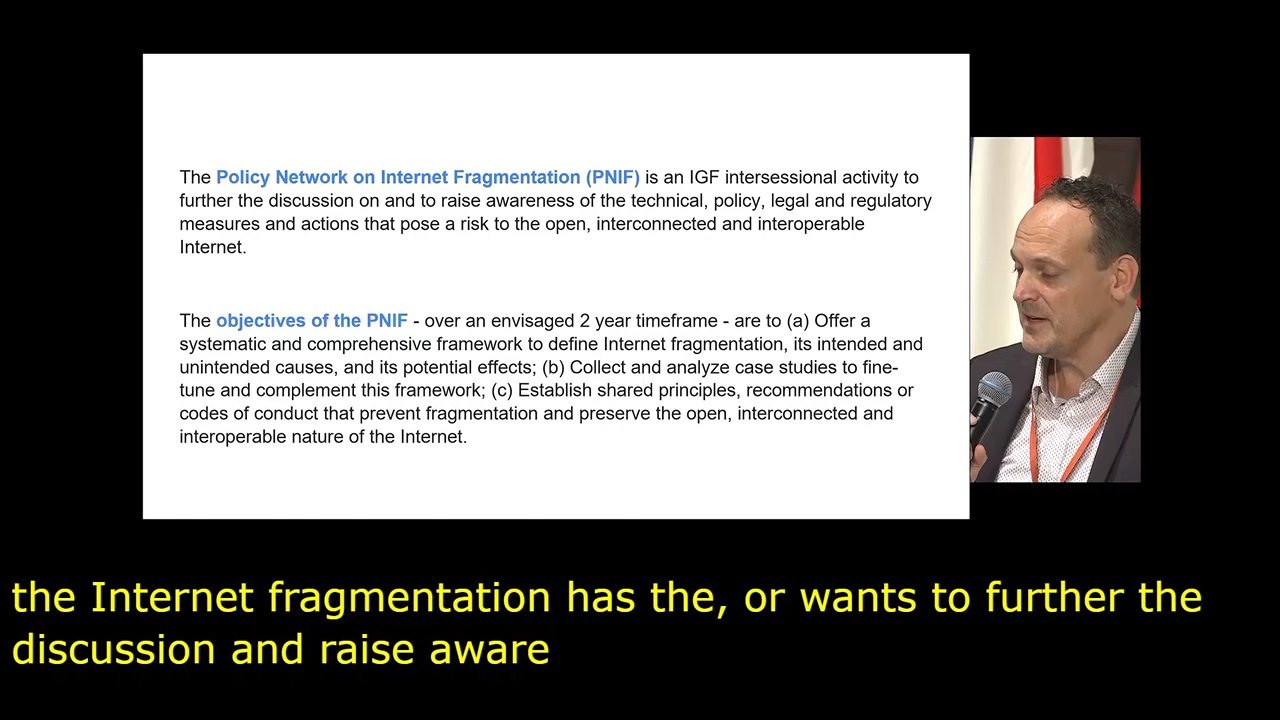 The Policy Network on Internet Fragmentation (PNIF) is an IGF intersessional activity to
further the discussion on and to raise awareness of the technical, policy, legal and regulatory
measures and actions that pose a risk to the open, interconnected and interoperable
Internet.
The objectives of the PNIF - over an envisaged 2 year timeframe - are to (a) Offer a
systematic and comprehensive framework to define Internet fragmentation, its intended and
unintended causes, and its potential effects; (b) Collect and analyze case studies to fine-
tune and complement this framework; (c) Establish shared principles, recommendations or
codes of conduct that prevent fragmentation and preserve the open, interconnected and
interoperable nature of the Internet.
the Internet fragmentation has the, or wants to further the
discussion and raise aware